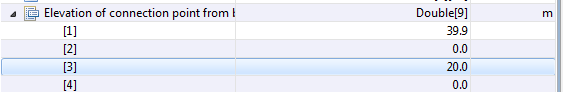 Elevation of connection point from b Double[9] m
[1] 39.9
[2] 0.0
[3] 20.0
[4] 0.0